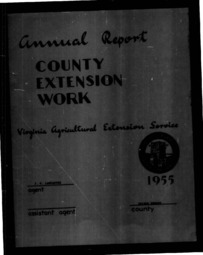 Annual Report
COUNTY
EXTENSION
WORK
Virginia Agricultural Extension Service
1955
agent
county
assistant agent